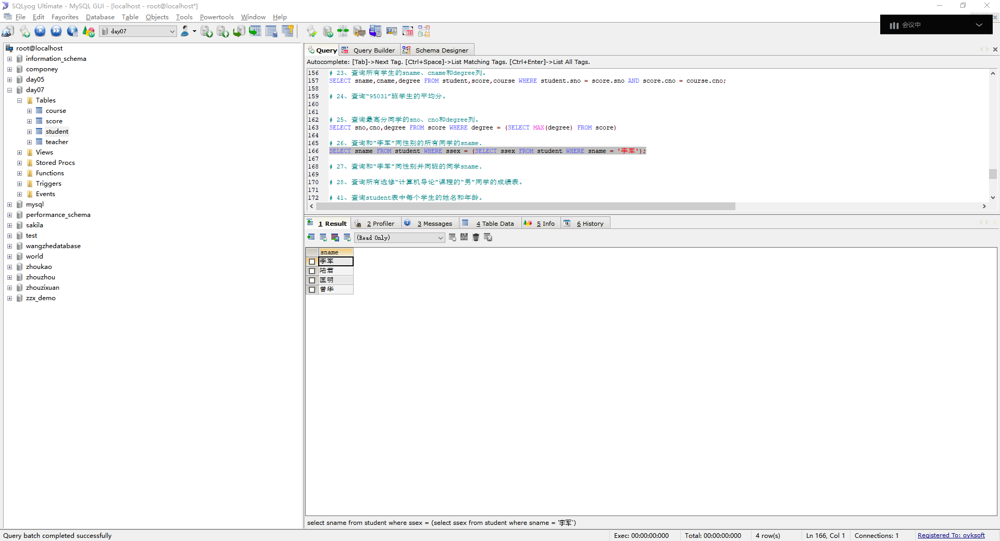 SQLyog Ultimate - MySQL GUI - [localhost - root@localhost*]
File Edit Favorites Database Table Objects Tools Powertools Window Help
会议中
day07
root@localhost
information_schema
componey
day05
day07
Tables
course
score
student
teacher
Views
Stored Procs
Functions
Triggers
Events
mysql
performance_schema
sakila
test
wangzhedatabase
world
zhoukao
zhouzhou
zhouzixuan
zzx_demo
Query Query Builder Schema Designer
Autocomplete: [Tab]->Next Tag. [Ctrl+Space]->List Matching Tags. [Ctrl+Enter]->List All Tags.
156 # 23、查询所有学生的sname、cname和degree列。
157 SELECT sname,cname,degree FROM student,score,course WHERE student.sno = score.sno AND score.cno = course.cno;
158
159 # 24、查询“95031”班学生的平均分。
160
161
162 # 25、查询最高分同学的sno、cno和degree列。
163 SELECT sno,cno,degree FROM score WHERE degree = (SELECT MAX(degree) FROM score)
164
165 # 26、查询和“李军”同性别的所有同学的sname.
166 SELECT sname FROM student WHERE ssex = (SELECT ssex FROM student WHERE sname = '李军');
167
168 # 27、查询和“李军”同性别并同班的同学sname.
169
170 # 28、查询所有选修“计算机导论”课程的“男”同学的成绩表。
171
172 # 41、查询student表中每个学生的姓名和年龄。
1 Result 2 Profiler 3 Messages 4 Table Data 5 Info 6 History
(Read Only)
sname
李军
陆君
匡明
曾华
select sname from student where ssex = (select ssex from student where sname = '李军')
Query batch completed successfully Exec: 00:00:00:000 Total: 00:00:00:000 4 row(s) Ln 166, Col 1 Connections: 1 Registered To: oyksoft